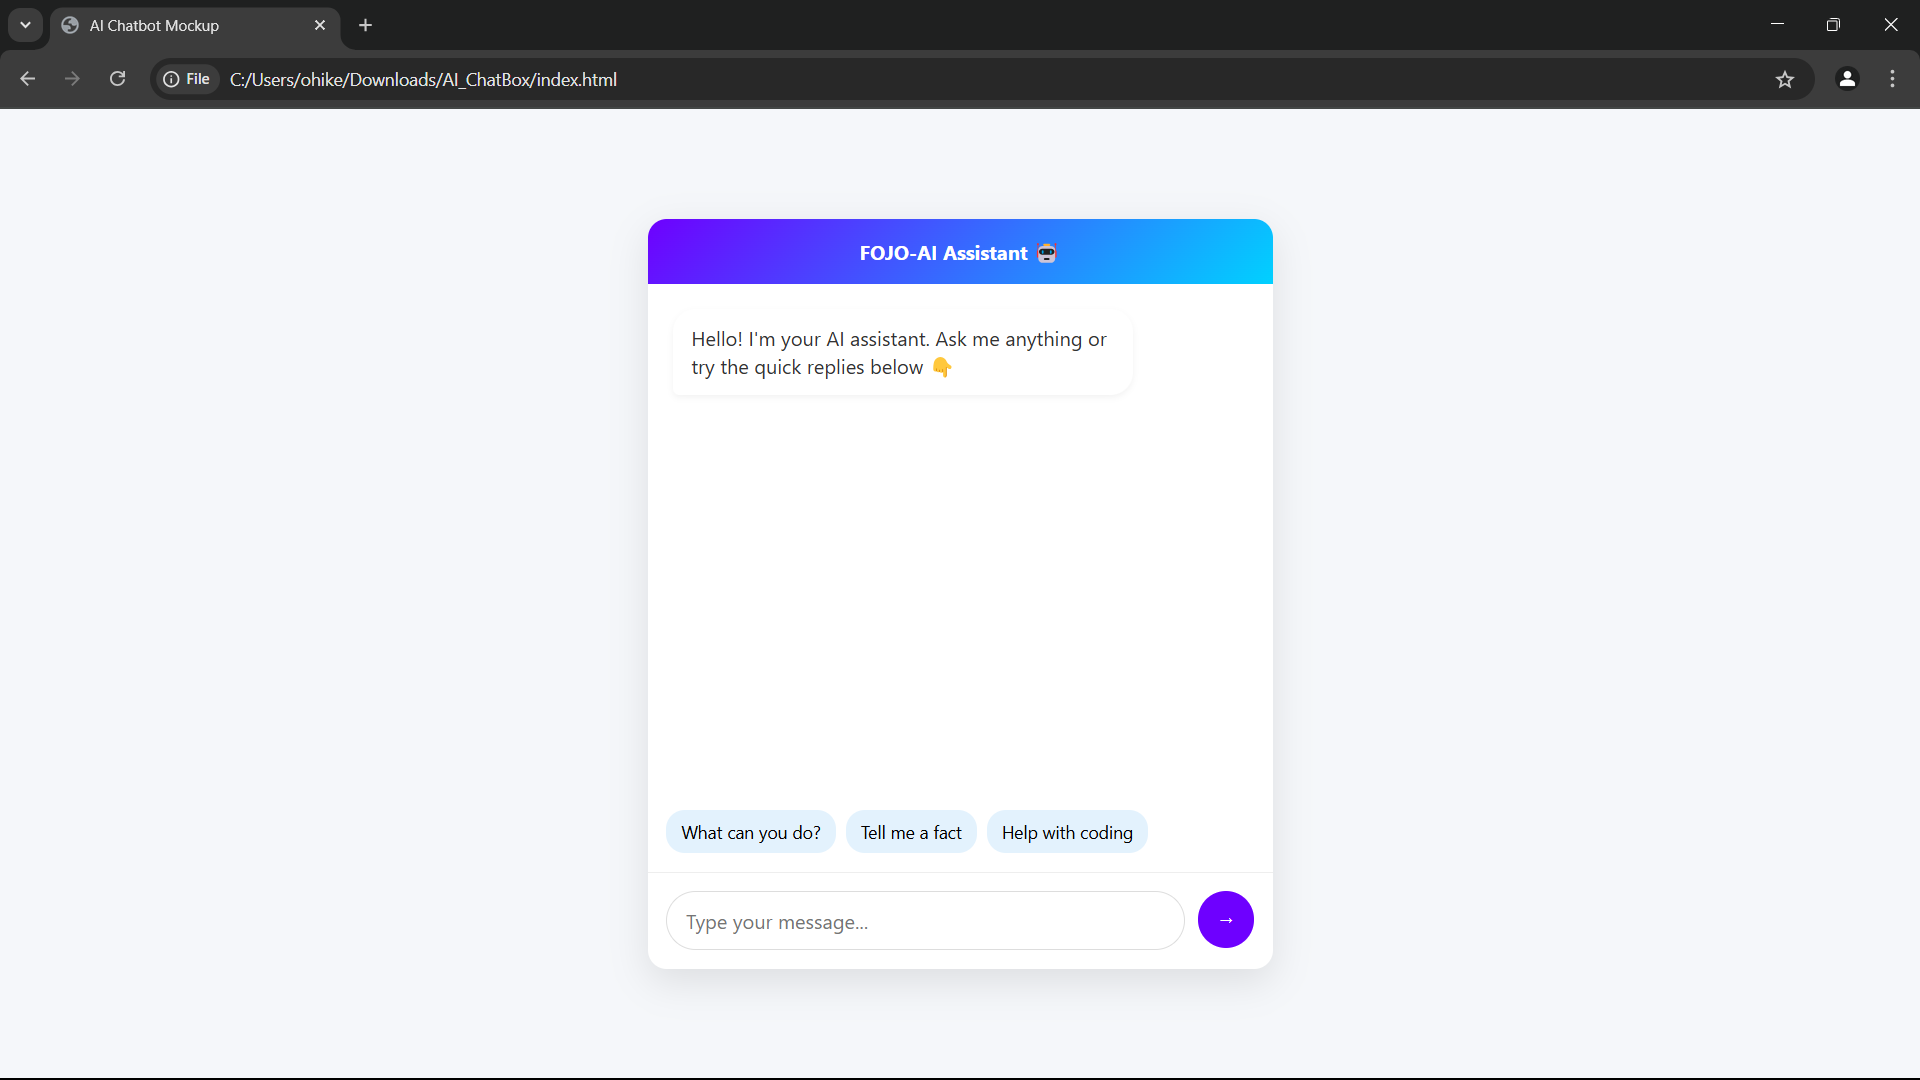 AI Chatbot Mockup
File C:/Users/ohike/Downloads/AI_ChatBox/index.html
FOJO-AI Assistant 🤖
Hello! I'm your AI assistant. Ask me anything or
try the quick replies below 👇
What can you do? Tell me a fact Help with coding
Type your message...
→